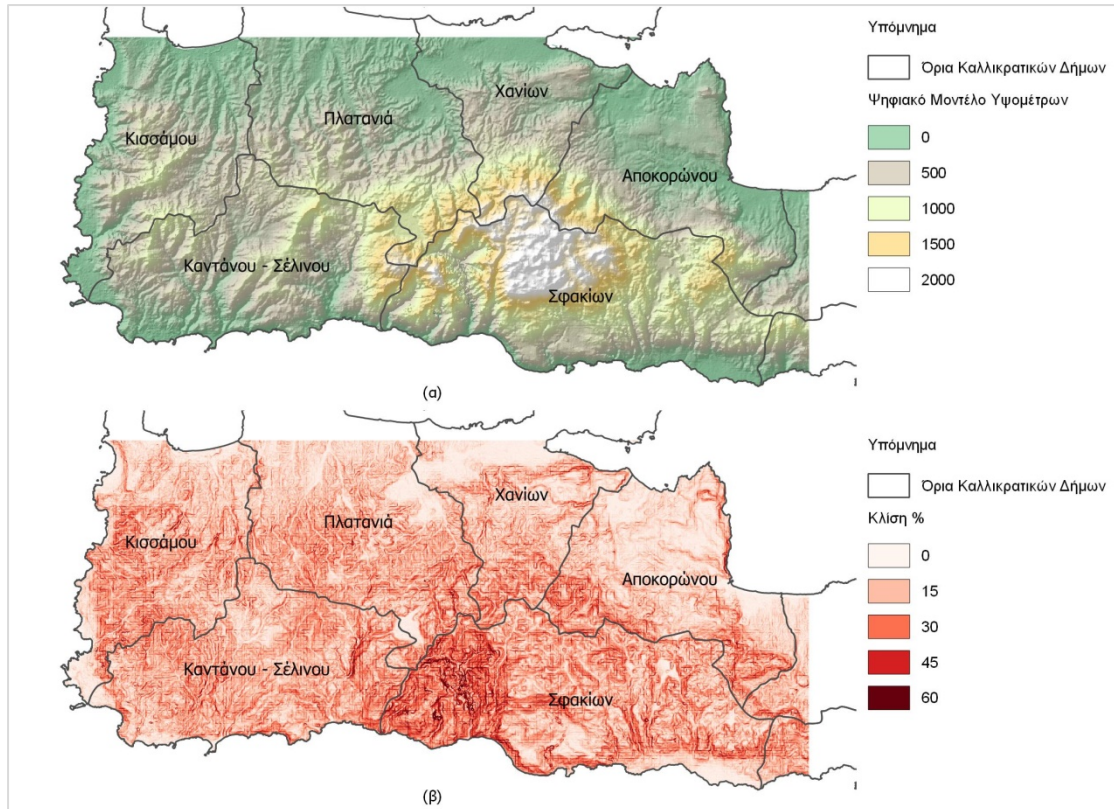 Υπόμνημα
Όρια Καλλικρατικών Δήμων
Ψηφιακό Μοντέλο Υψομέτρων
0
500
1000
1500
2000
Χανίων
Πλατανιά
Κισσάμου
Αποκορώνου
Καντάνου - Σέλινου
Σφακίων
(α)
Υπόμνημα
Όρια Καλλικρατικών Δήμων
Κλίση %
0
15
30
45
60
Χανίων
Πλατανιά
Κισσάμου
Αποκορώνου
Καντάνου - Σέλινου
Σφακίων
(β)